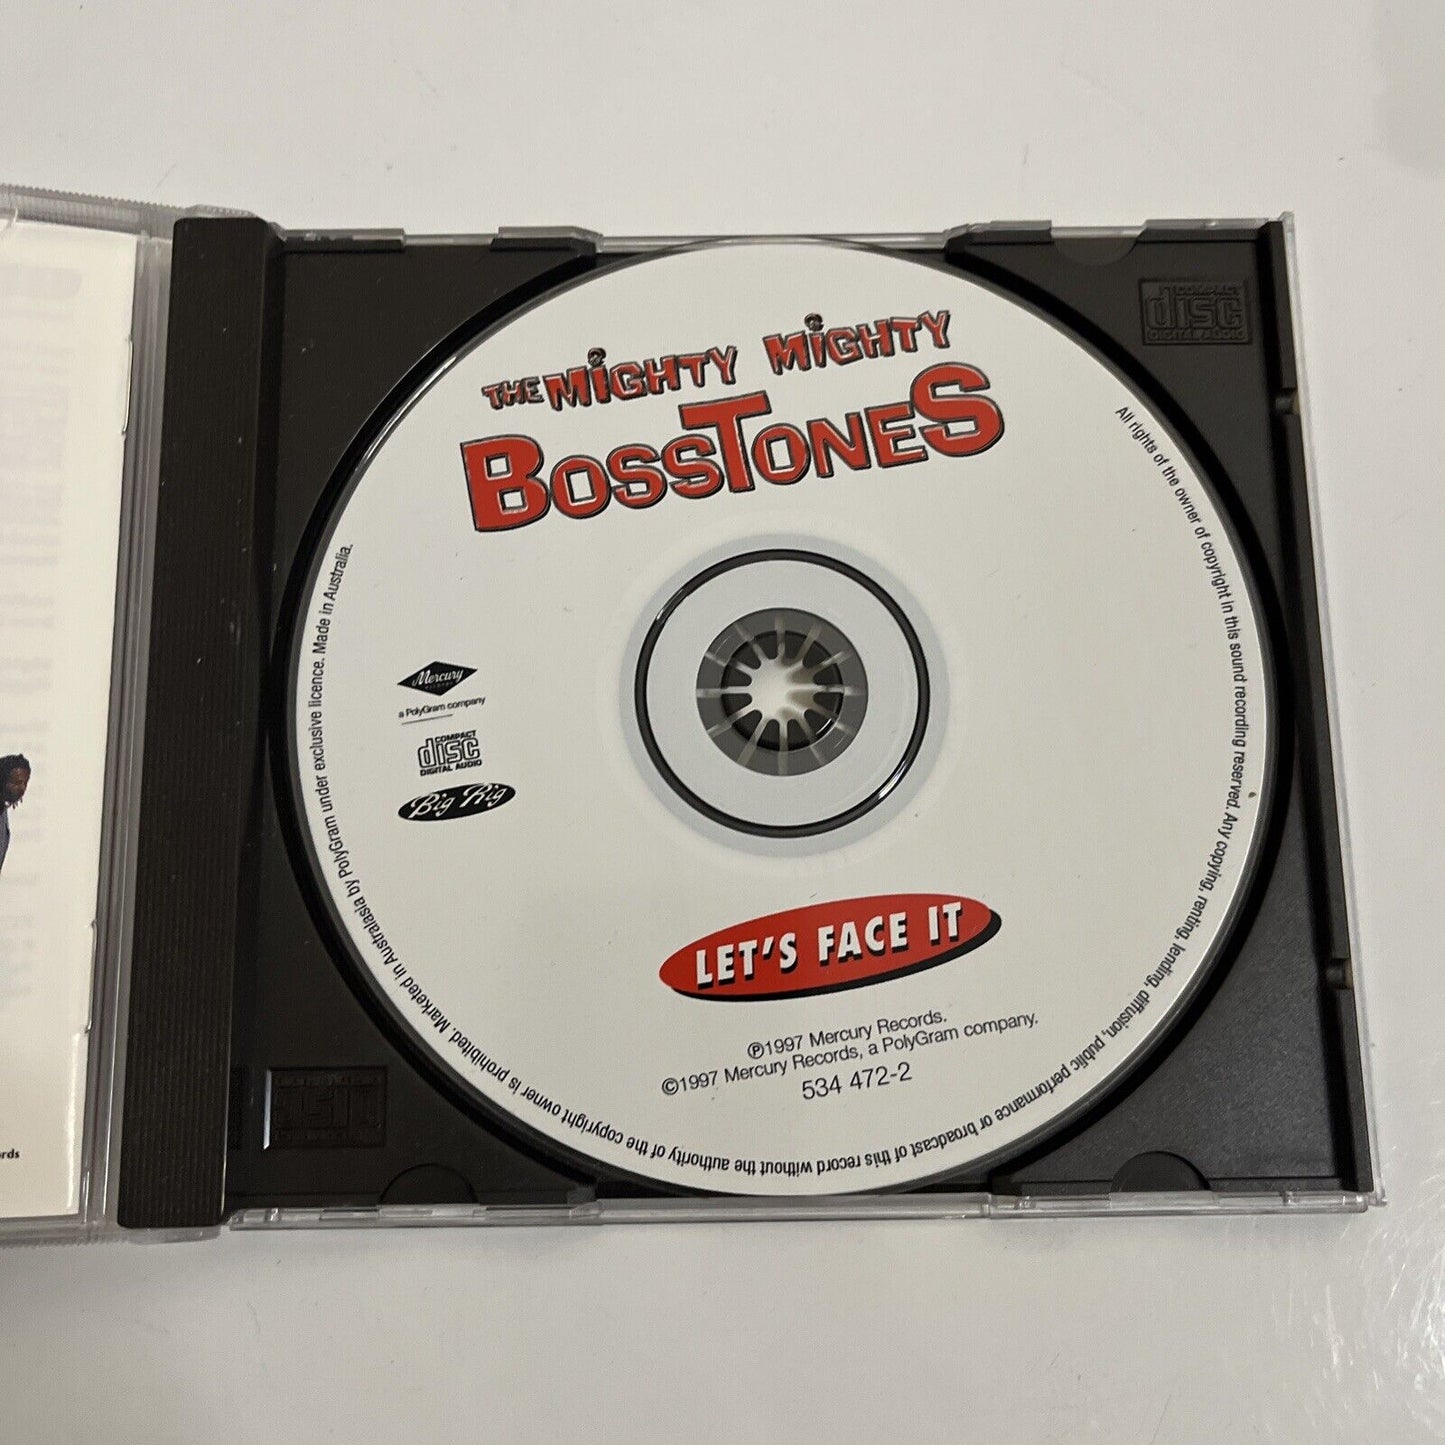 THE MiGHTY MiGHTY
BOSSTONES
Mercury
RECORDS
a PolyGram company
COMPACT
disc
DIGITAL AUDIO
Big Rig
LET'S FACE IT
℗1997 Mercury Records.
©1997 Mercury Records, a PolyGram company.
534 472-2
All rights of the owner of copyright in this sound recording reserved. Any copying, renting, lending, diffusion, public performance or broadcast of this record without the authority of the copyright owner is prohibited. Marketed in Australasia by PolyGram under exclusive licence. Made in Australia.
COMPACT
disc
DIGITAL AUDIO